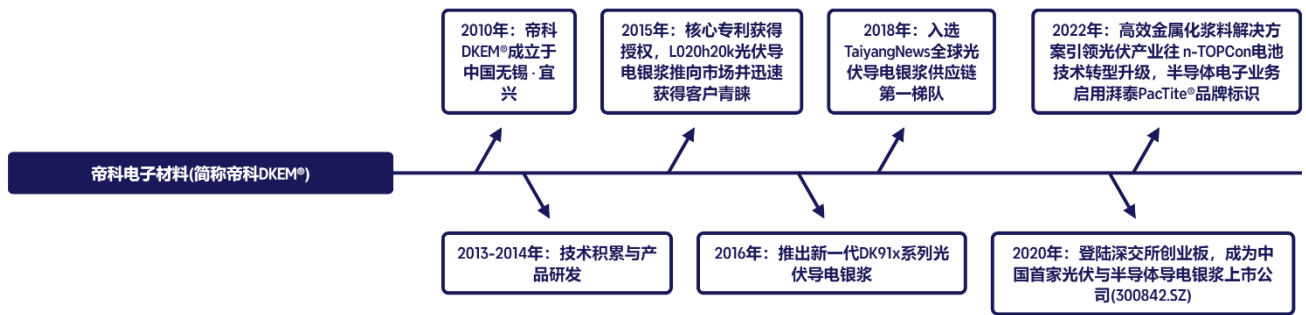 2010年：帝科
DKEM®成立于
中国无锡·宜
兴
2015年：核心专利获得
授权，L020h20k光伏导
电银浆推向市场并迅速
获得客户青睐
2018年：入选
TaiyangNews全球光
伏导电银浆供应链
第一梯队
2022年：高效金属化浆料解决方
案引领光伏产业往 n-TOPCon电池
技术转型升级，半导体电子业务
启用湃泰PacTite®品牌标识
帝科电子材料(简称帝科DKEM®)
2013-2014年：技术积累与产
品研发
2016年：推出新一代DK91x系列光
伏导电银浆
2020年：登陆深交所创业板，成为中
国首家光伏与半导体导电银浆上市公
司(300842.SZ)